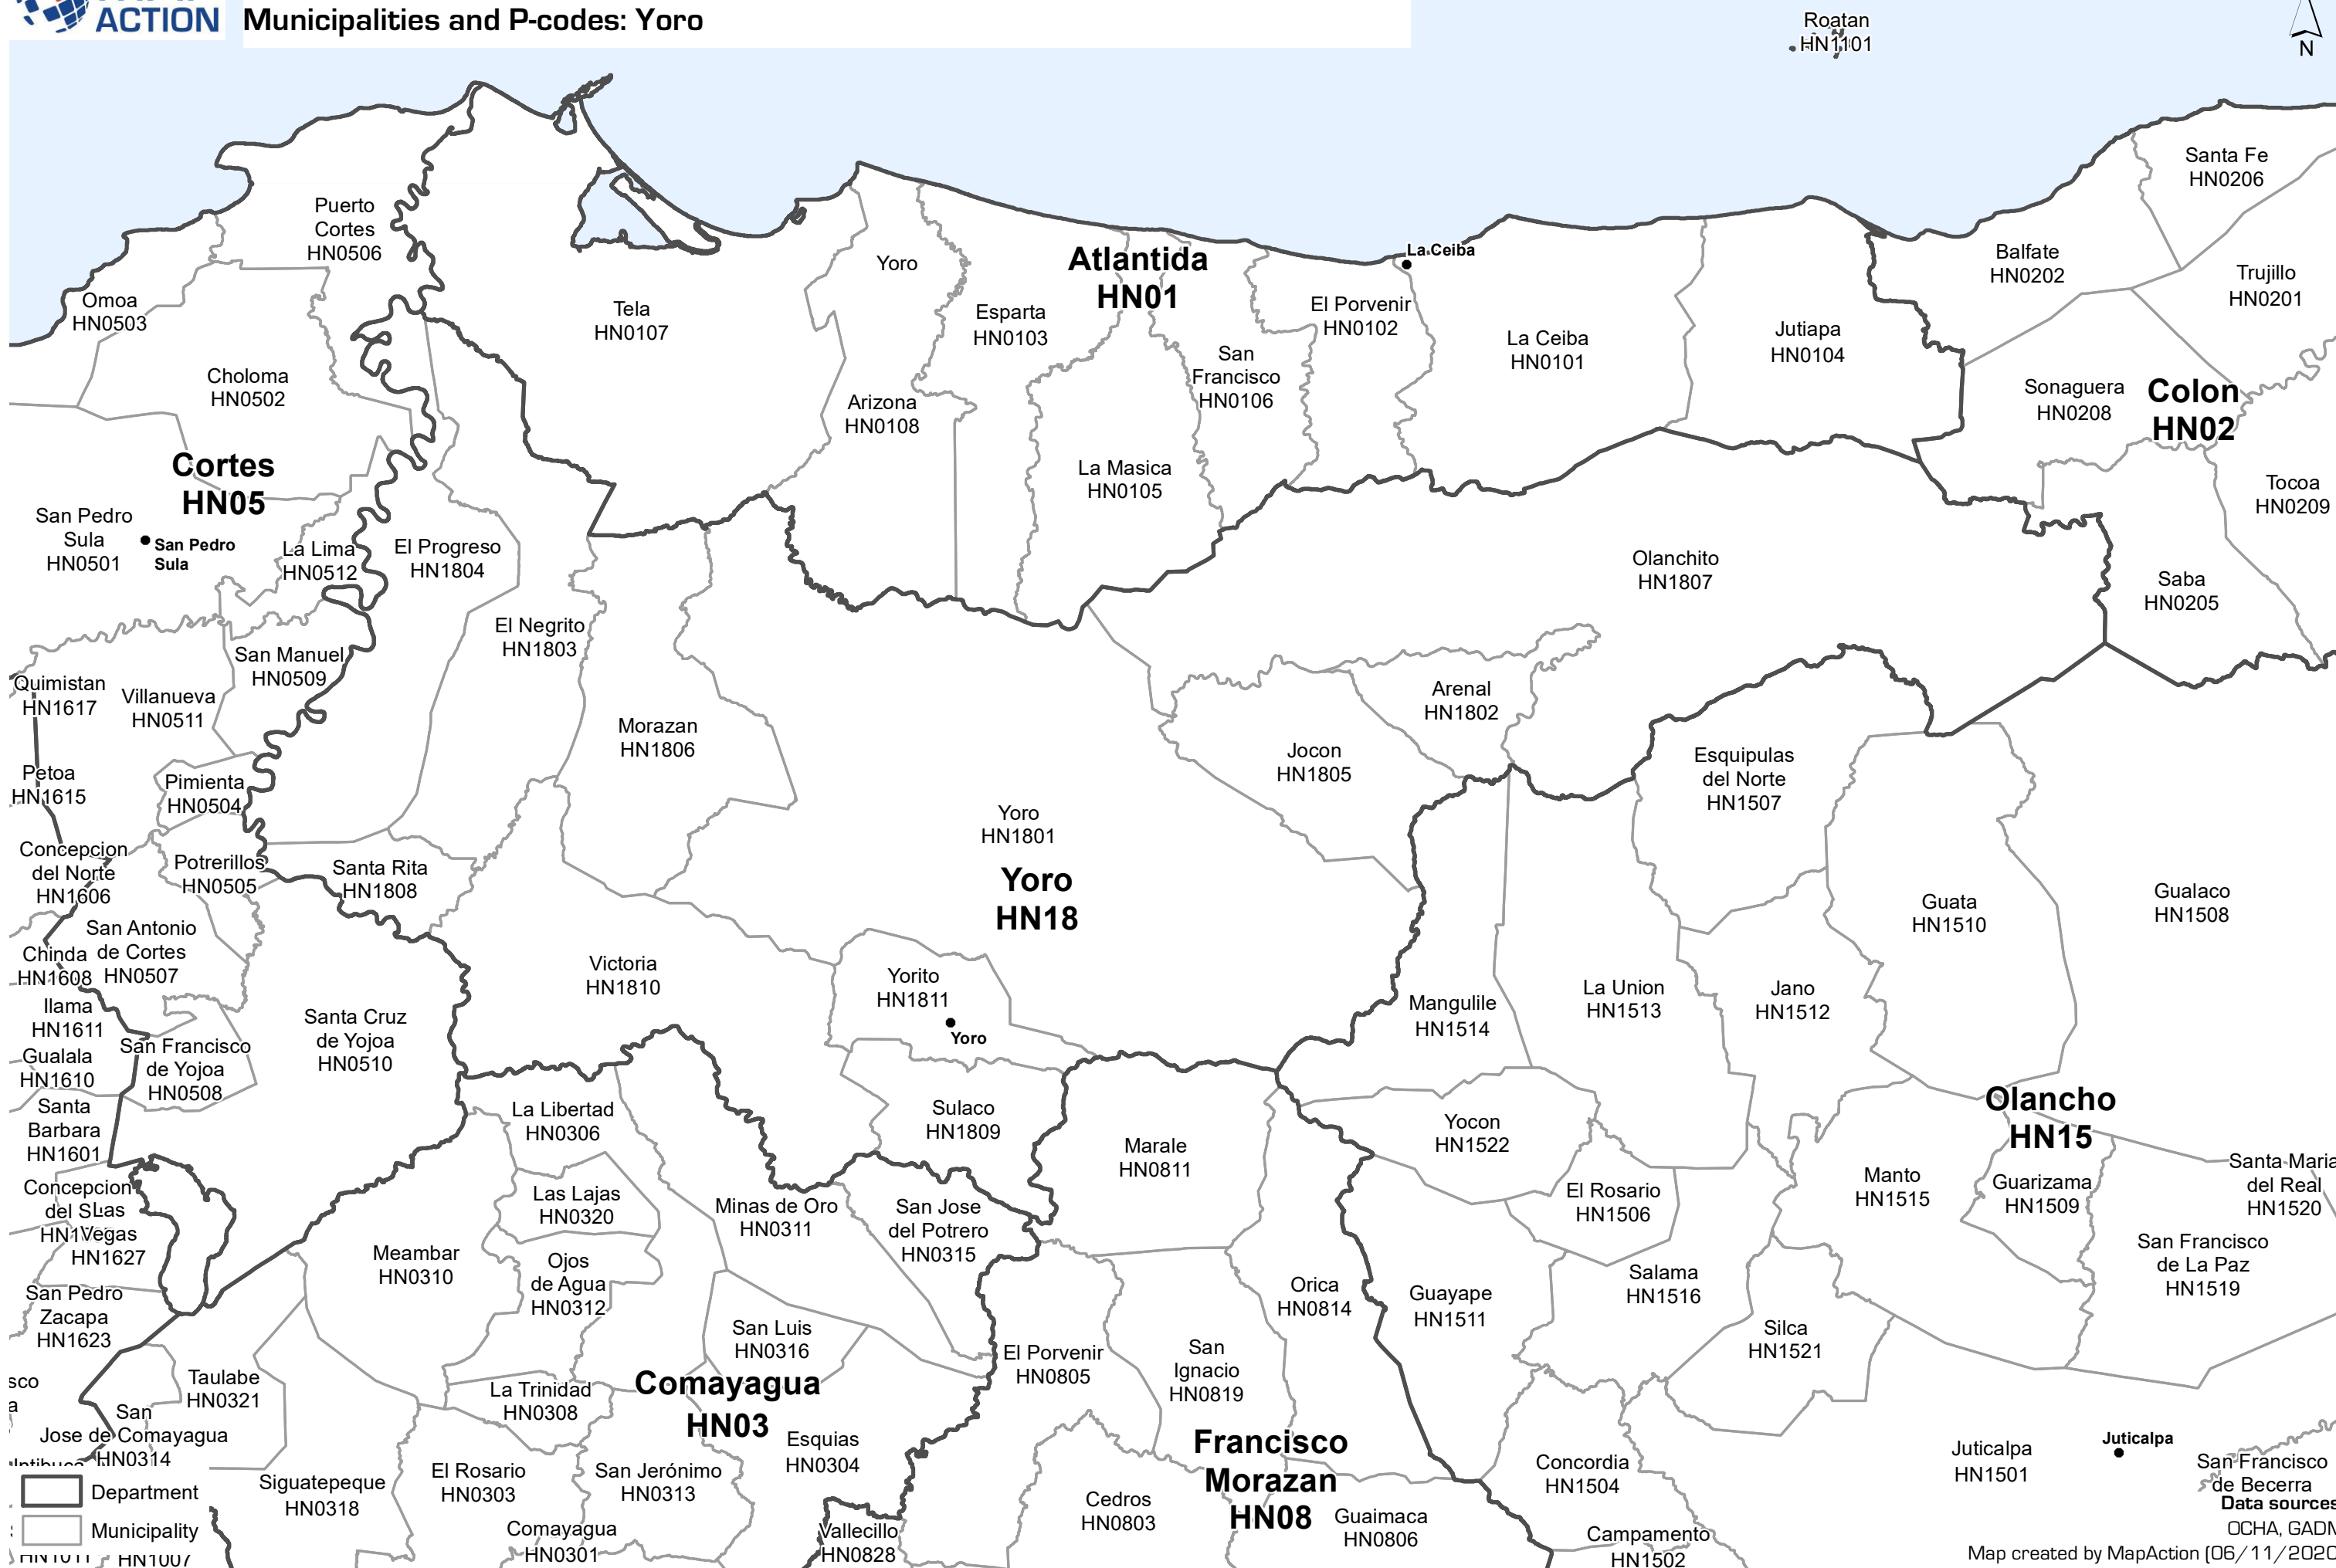 ACTION
Municipalities and P-codes: Yoro
Roatan
HN1101
N
Santa Fe
HN0206
Puerto
Cortes
HN0506
Omoa
HN0503
Tela
HN0107
Yoro
Atlantida
HN01
La Ceiba
Balfate
HN0202
Trujillo
HN0201
Esparta
HN0103
El Porvenir
HN0102
La Ceiba
HN0101
Jutiapa
HN0104
Choloma
HN0502
Arizona
HN0108
San
Francisco
HN0106
Sonaguera
HN0208
Colon
HN02
Cortes
HN05
La Masica
HN0105
Tocoa
HN0209
San Pedro
Sula
HN0501
San Pedro
Sula
La Lima
HN0512
El Progreso
HN1804
Olanchito
HN1807
Saba
HN0205
El Negrito
HN1803
San Manuel
HN0509
Quimistan
HN1617
Villanueva
HN0511
Morazan
HN1806
Arenal
HN1802
Jocon
HN1805
Esquipulas
del Norte
HN1507
Petoa
HN1615
Pimienta
HN0504
Yoro
HN1801
Concepcion
del Norte
HN1606
Potrerillos
HN0505
Santa Rita
HN1808
Yoro
HN18
Guata
HN1510
Gualaco
HN1508
San Antonio
de Cortes
HN0507
Chinda
HN1608
Victoria
HN1810
Yorito
HN1811
Yoro
Mangulile
HN1514
La Union
HN1513
Jano
HN1512
Ilama
HN1611
Santa Cruz
de Yojoa
HN0510
Gualala
HN1610
San Francisco
de Yojoa
HN0508
Santa
Barbara
HN1601
La Libertad
HN0306
Sulaco
HN1809
Marale
HN0811
Yocon
HN1522
Olancho
HN15
Concepcion
del S
Las
Vegas
HN1627
Las Lajas
HN0320
Minas de Oro
HN0311
San Jose
del Potrero
HN0315
El Rosario
HN1506
Manto
HN1515
Guarizama
HN1509
Santa Maria
del Real
HN1520
Meambar
HN0310
Ojos
de Agua
HN0312
Orica
HN0814
Guayape
HN1511
Salama
HN1516
San Francisco
de La Paz
HN1519
San Pedro
Zacapa
HN1623
San Luis
HN0316
El Porvenir
HN0805
San
Ignacio
HN0819
Silca
HN1521
Taulabe
HN0321
La Trinidad
HN0308
Comayagua
HN03
San
Jose de Comayagua
HN0314
Esquias
HN0304
Francisco
Morazan
HN08
Juticalpa
HN1501
Juticalpa
Siguatepeque
HN0318
El Rosario
HN0303
San Jerónimo
HN0313
Concordia
HN1504
San Francisco
de Becerra
Cedros
HN0803
Guaimaca
HN0806
Comayagua
HN0301
Vallecillo
HN0828
Campamento
HN1502
Department
Municipality
HN1007
Data sources
OCHA, GADM
Map created by MapAction (06/11/2020